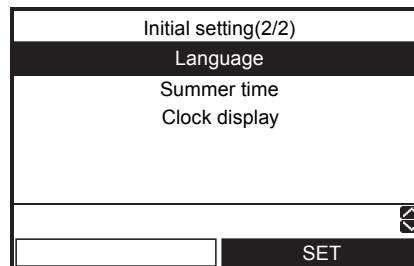 Initial setting(2/2)
Language
Summer time
Clock display
SET